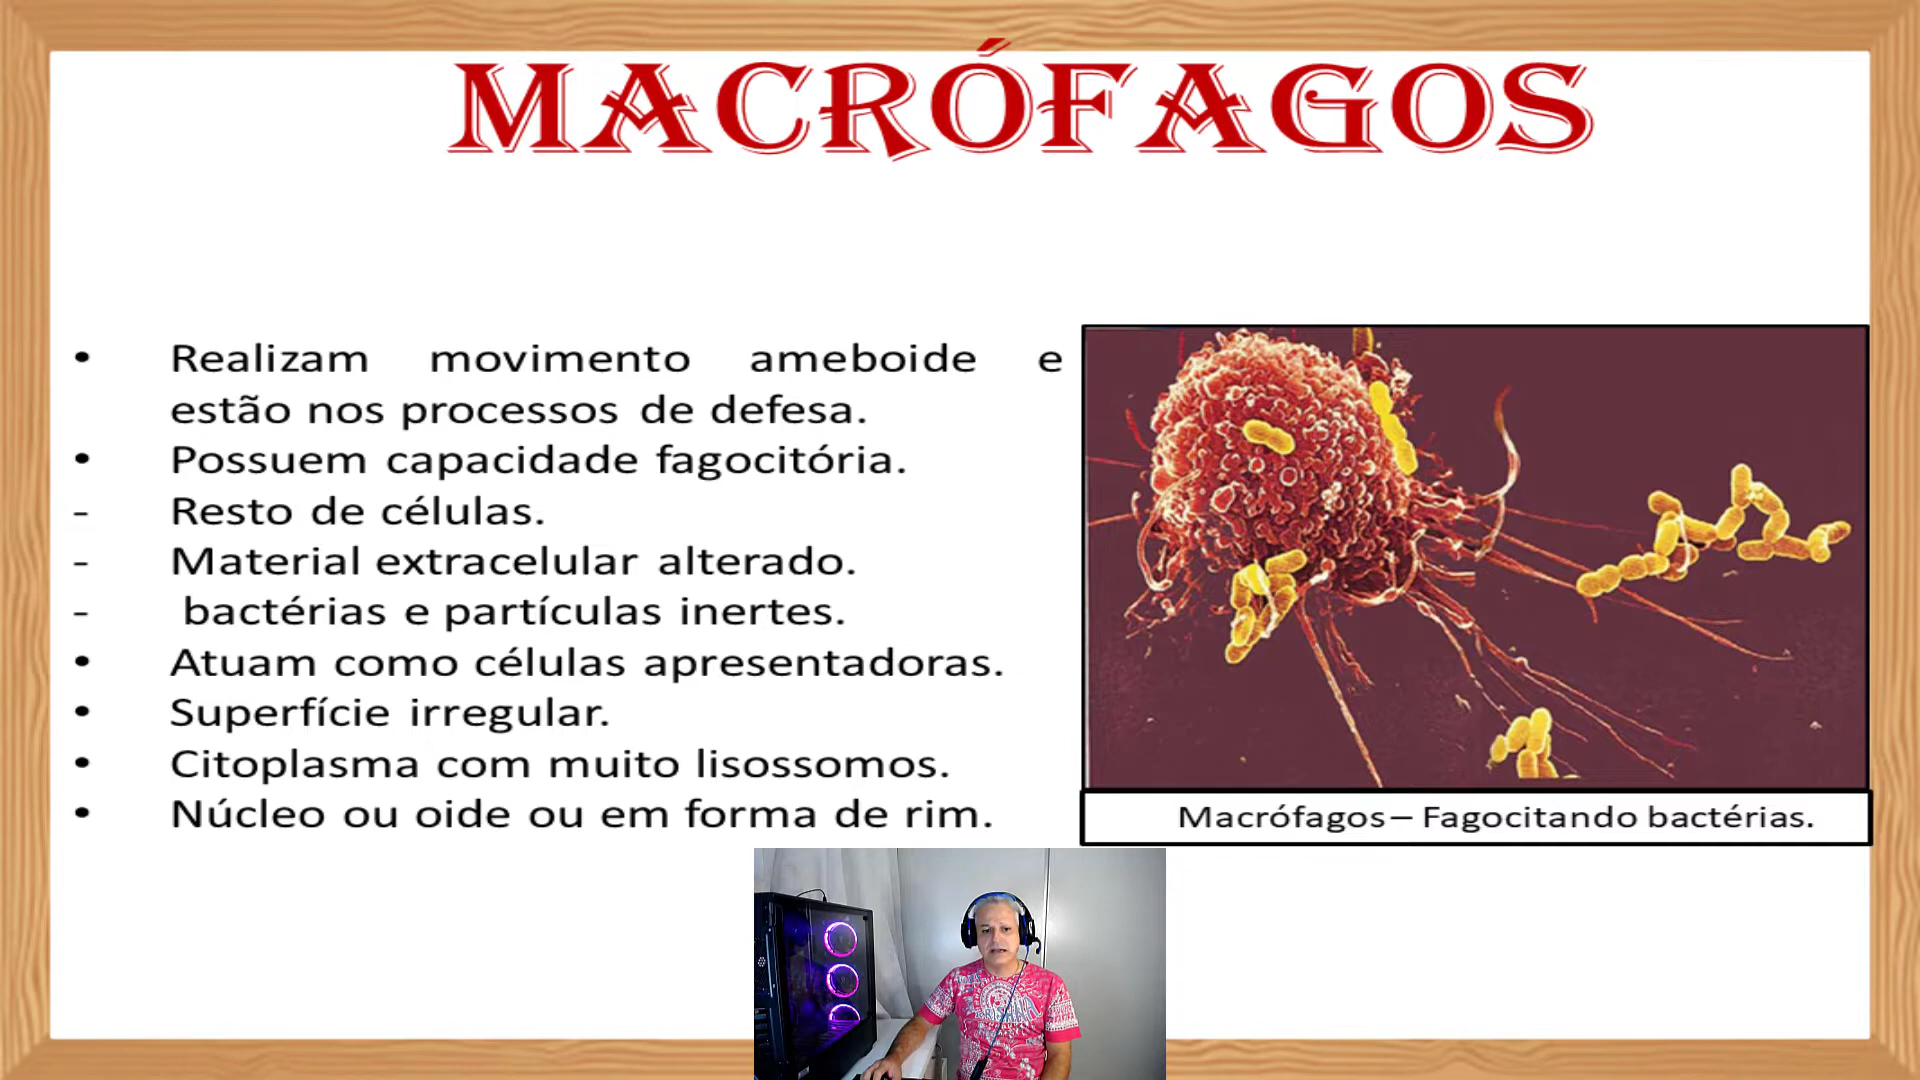 MACRÓFAGOS
• Realizam movimento ameboide e
estão nos processos de defesa.
• Possuem capacidade fagocitória.
- Resto de células.
- Material extracelular alterado.
- bactérias e partículas inertes.
• Atuam como células apresentadoras.
• Superfície irregular.
• Citoplasma com muito lisossomos.
• Núcleo ou oide ou em forma de rim.
Macrófagos – Fagocitando bactérias.